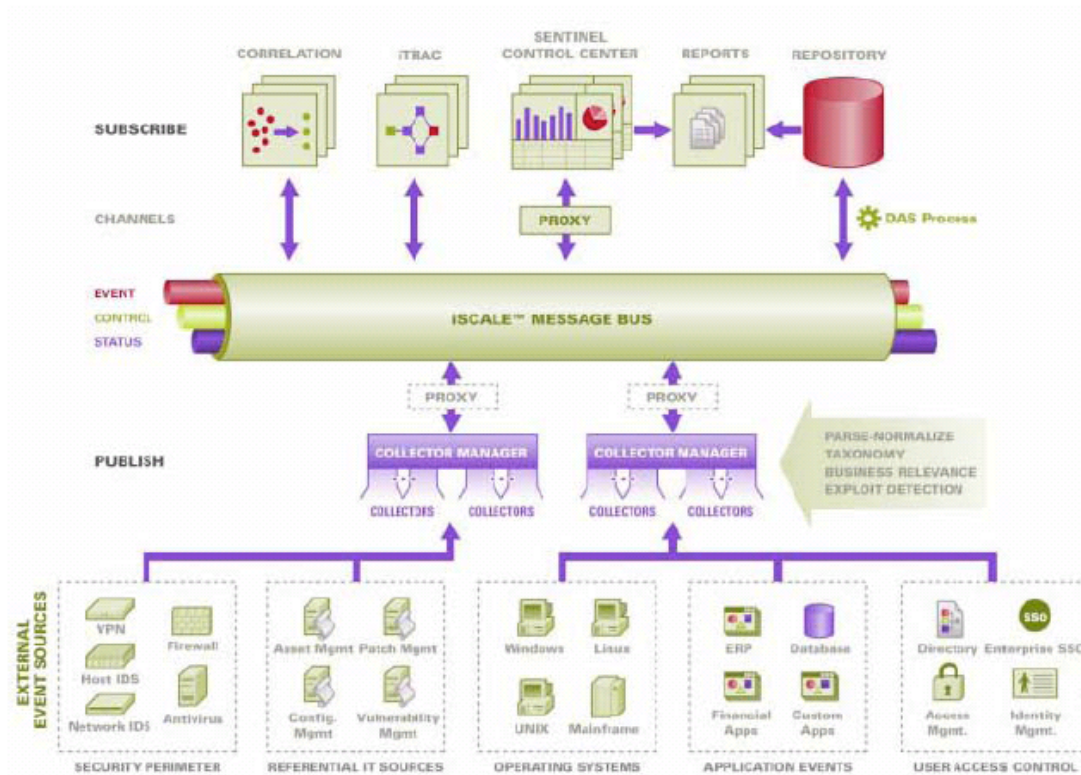 CORRELATION
iTRAC
SENTINEL
CONTROL CENTER
REPORTS
REPOSITORY
SUBSCRIBE
CHANNELS
PROXY
DAS Process
EVENT
CONTROL
STATUS
iSCALE™ MESSAGE BUS
PROXY
PROXY
PUBLISH
COLLECTOR MANAGER
COLLECTOR MANAGER
COLLECTORS
COLLECTORS
COLLECTORS
COLLECTORS
PARSE-NORMALIZE
TAXONOMY
BUSINESS RELEVANCE
EXPLOIT DETECTION
EXTERNAL
EVENT SOURCES
VPN
Firewall
Host IDS
Antivirus
Network IDS
SECURITY PERIMETER
Asset Mgmt
Patch Mgmt
Config.
Mgmt
Vulnerability
Mgmt
REFERENTIAL IT SOURCES
Windows
Linux
UNIX
Mainframe
OPERATING SYSTEMS
ERP
Database
Financial
Apps
Custom
Apps
APPLICATION EVENTS
Directory
SSO
Enterprise SSO
Access
Mgmt.
Identity
Mgmt.
USER ACCESS CONTROL